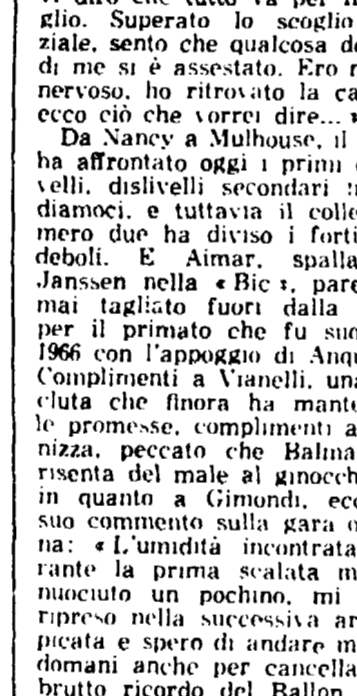 glio. Superato lo scoglio
ziale, sento che qualcosa d
di me si è assestato. Ero
nervoso, ho ritrovato la ca
ecco ciò che vorrei dire...
Da Nancy a Mulhouse, il
ha affrontato oggi i primi
velli, dislivelli secondari
diamoci, e tuttavia il colle
mero due ha diviso i forti
deboli. E Aimar, spalla
Janssen nella « Bic », pare
mai tagliato fuori dalla
per il primato che fu suo
1966 con l'appoggio di Anqu
Complimenti a Vianelli, una
cluta che finora ha mante
le promesse, complimenti a
nizza, peccato che Balma
risenta del male al ginocch
in quanto a Gimondi, ecc
suo commento sulla gara o
na: « L'umidità incontrata
rante la prima scalata m
nuociuto un pochino, mi
ripreso nella successiva ar
picata e spero di andare m
domani anche per cancella
brutto ricordo del Ballon